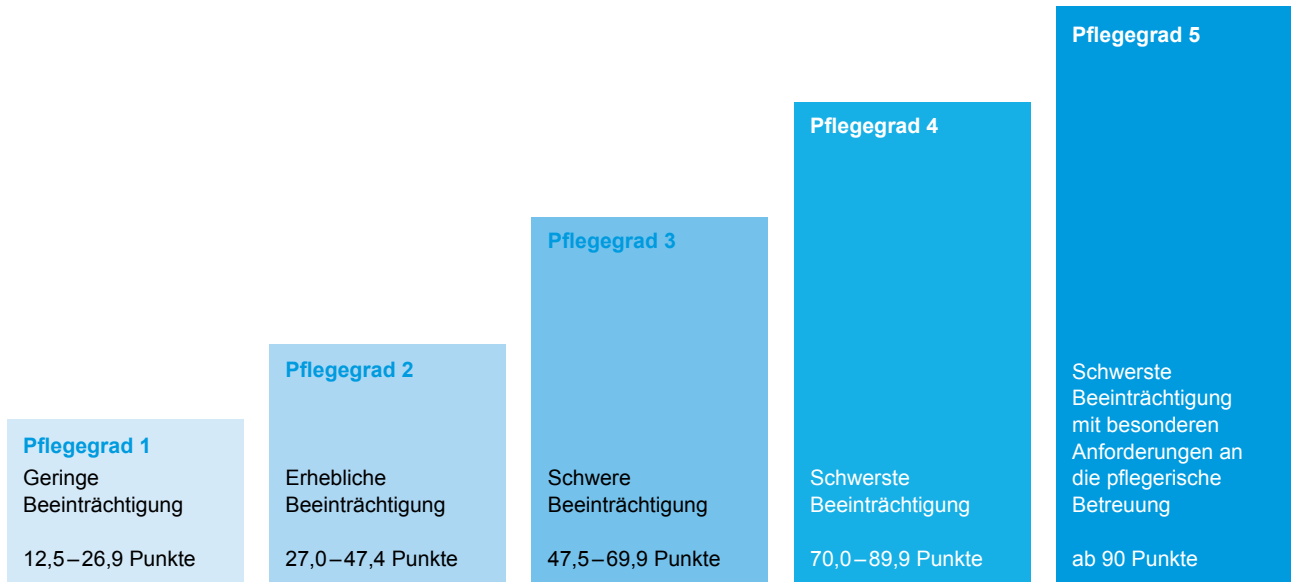 Pflegegrad 1
Geringe
Beeinträchtigung
12,5–26,9 Punkte
Pflegegrad 2
Erhebliche
Beeinträchtigung
27,0–47,4 Punkte
Pflegegrad 3
Schwere
Beeinträchtigung
47,5–69,9 Punkte
Pflegegrad 4
Schwerste
Beeinträchtigung
70,0–89,9 Punkte
Pflegegrad 5
Schwerste
Beeinträchtigung
mit besonderen
Anforderungen an
die pflegerische
Betreuung
ab 90 Punkte